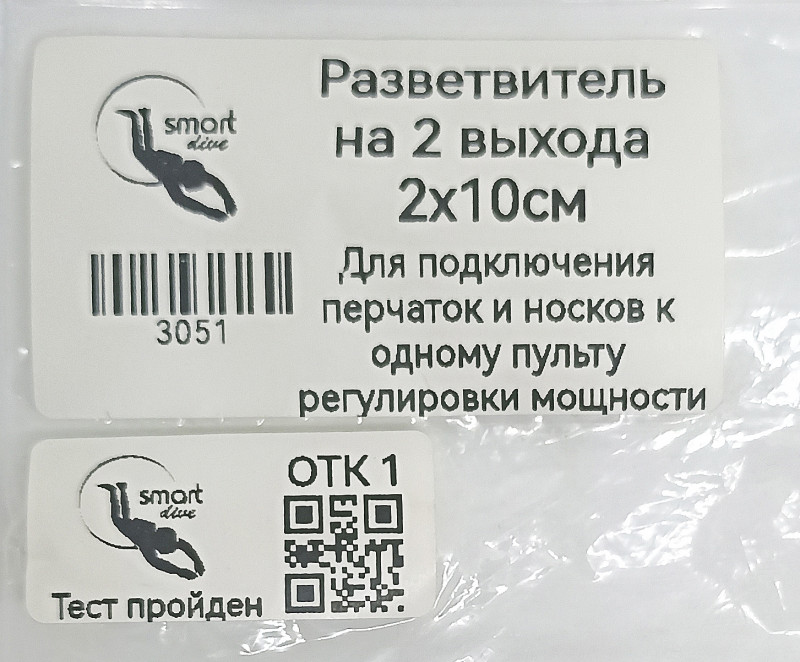 smart
dive
3051
Разветвитель
на 2 выхода
2х10см
Для подключения
перчаток и носков к
одному пульту
регулировки мощности
smart
dive
Тест пройден
ОТК 1